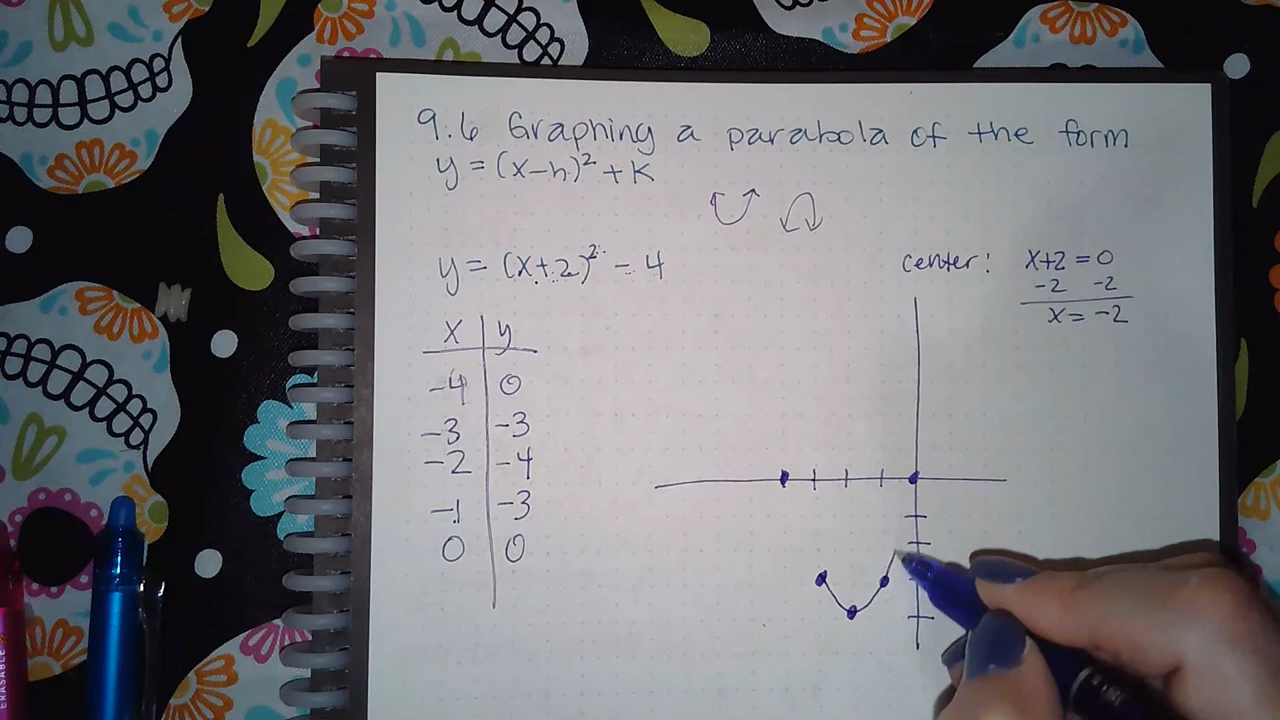 9.6 Graphing a parabola of the form
y = (x-h)² + K
y = (x+2)² - 4
center: x+2=0
-2 -2
x= -2
x y
-4 0
-3 -3
-2 -4
-1 -3
0 0
ERASABLE